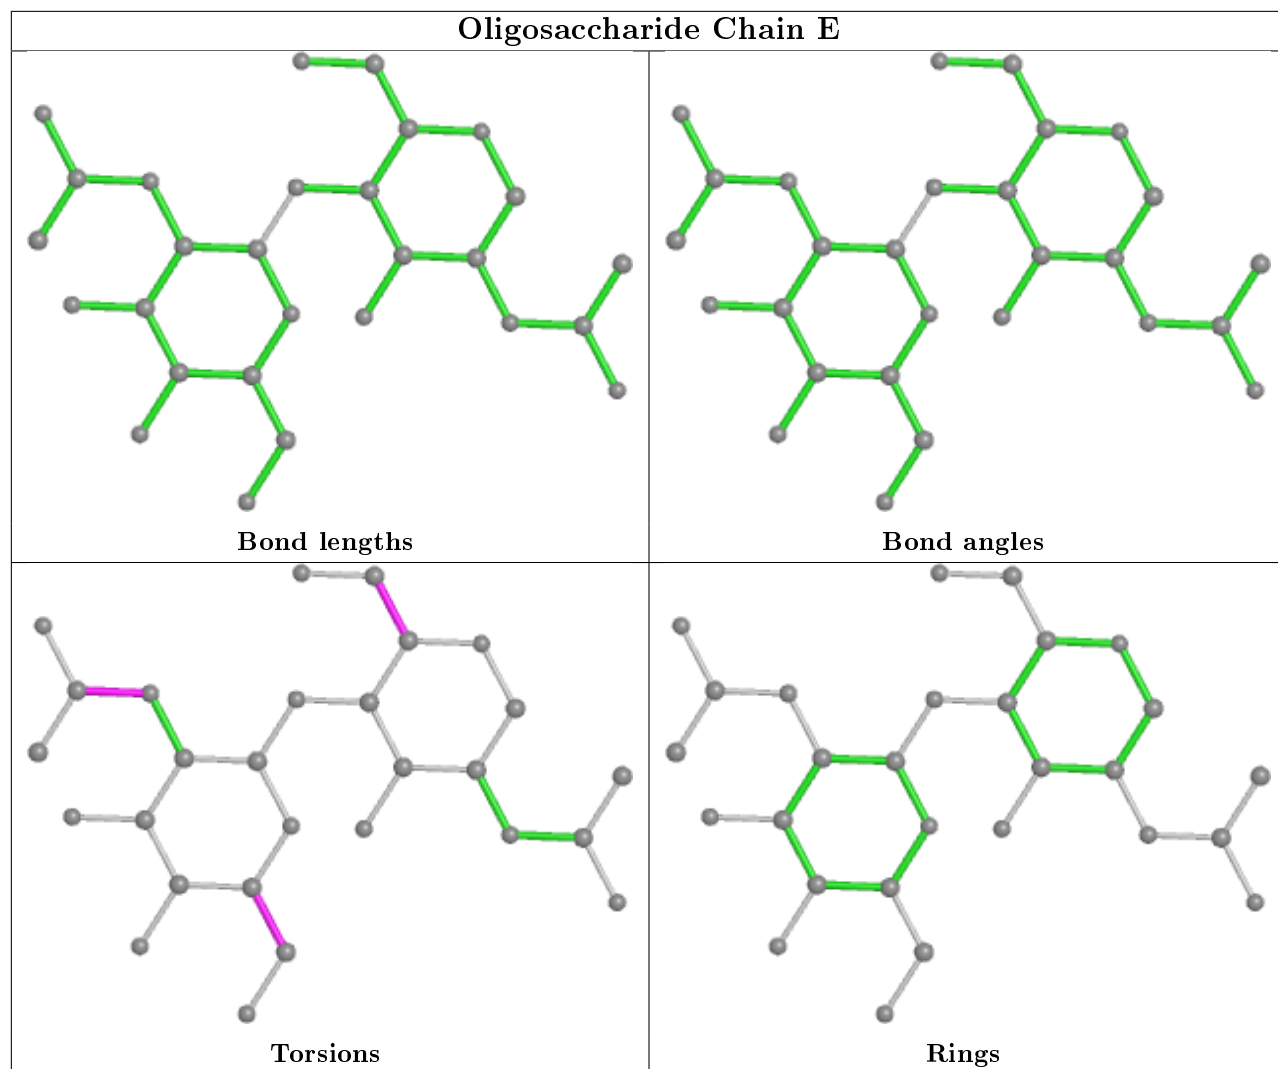 Oligosaccharide Chain E
Bond lengths
Bond angles
Torsions
Rings